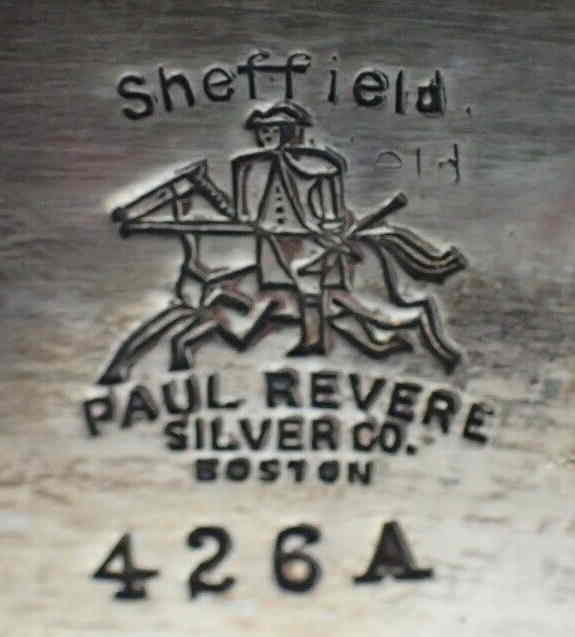 Sheffield
PAUL REVERE
SILVER CO.
BOSTON
426A